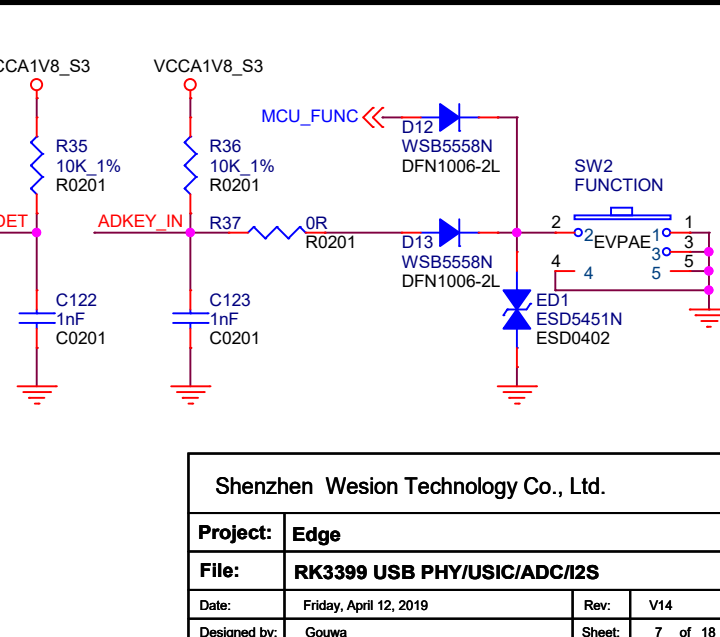 CCA1V8_S3
VCCA1V8_S3
MCU_FUNC
D12
WSB5558N
DFN1006-2L
R35
10K_1%
R0201
R36
10K_1%
R0201
SW2
FUNCTION
DET
ADKEY_IN
R37
0R
R0201
D13
WSB5558N
DFN1006-2L
2
2
EVPAE
1
1
3
3
4
4
5
5
C122
1nF
C0201
C123
1nF
C0201
ED1
ESD5451N
ESD0402
Shenzhen Wesion Technology Co., Ltd.
Project: Edge
File: RK3399 USB PHY/USIC/ADC/I2S
Date: Friday, April 12, 2019 Rev: V14
Designed by: Gouwa Sheet: 7 of 18